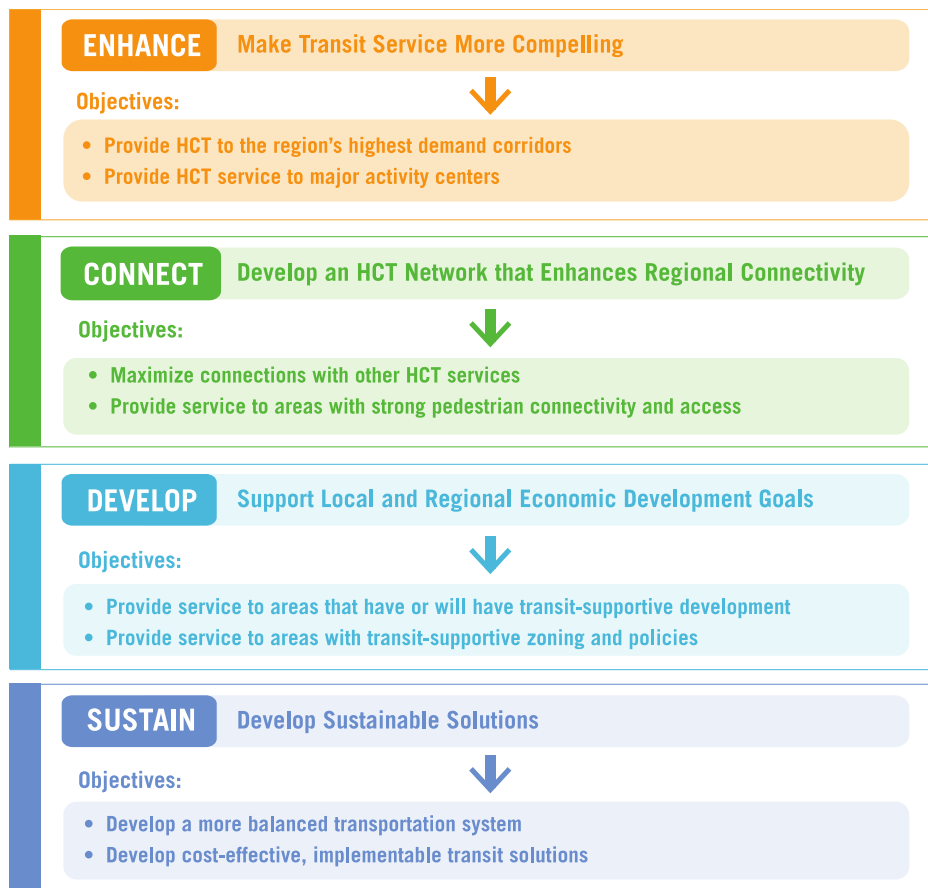 ENHANCE Make Transit Service More Compelling
Objectives:
• Provide HCT to the region's highest demand corridors
• Provide HCT service to major activity centers
CONNECT Develop an HCT Network that Enhances Regional Connectivity
Objectives:
• Maximize connections with other HCT services
• Provide service to areas with strong pedestrian connectivity and access
DEVELOP Support Local and Regional Economic Development Goals
Objectives:
• Provide service to areas that have or will have transit-supportive development
• Provide service to areas with transit-supportive zoning and policies
SUSTAIN Develop Sustainable Solutions
Objectives:
• Develop a more balanced transportation system
• Develop cost-effective, implementable transit solutions